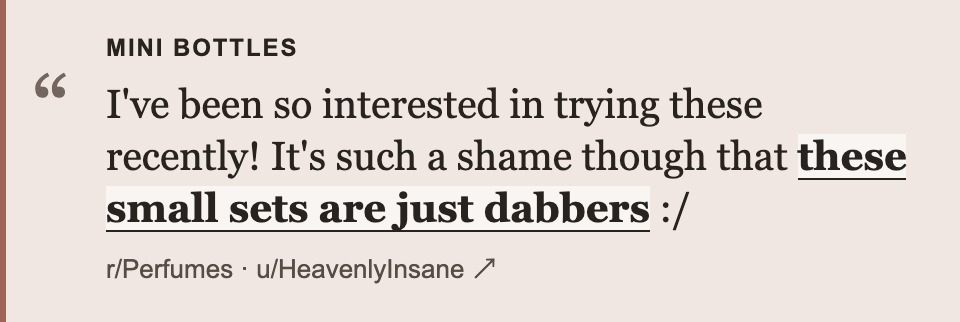 MINI BOTTLES
“
I've been so interested in trying these
recently! It's such a shame though that these
small sets are just dabbers :/
r/Perfumes · u/HeavenlyInsane ↗